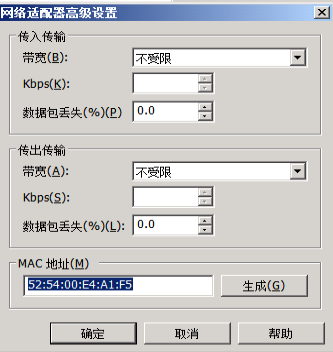 网络适配器高级设置
传入传输
带宽(B): 不受限
Kbps(K):
数据包丢失(%)(P) 0.0
传出传输
带宽(A): 不受限
Kbps(S):
数据包丢失(%)(L): 0.0
MAC 地址(M)
52:54:00:E4:A1:F5 生成(G)
确定 取消 帮助